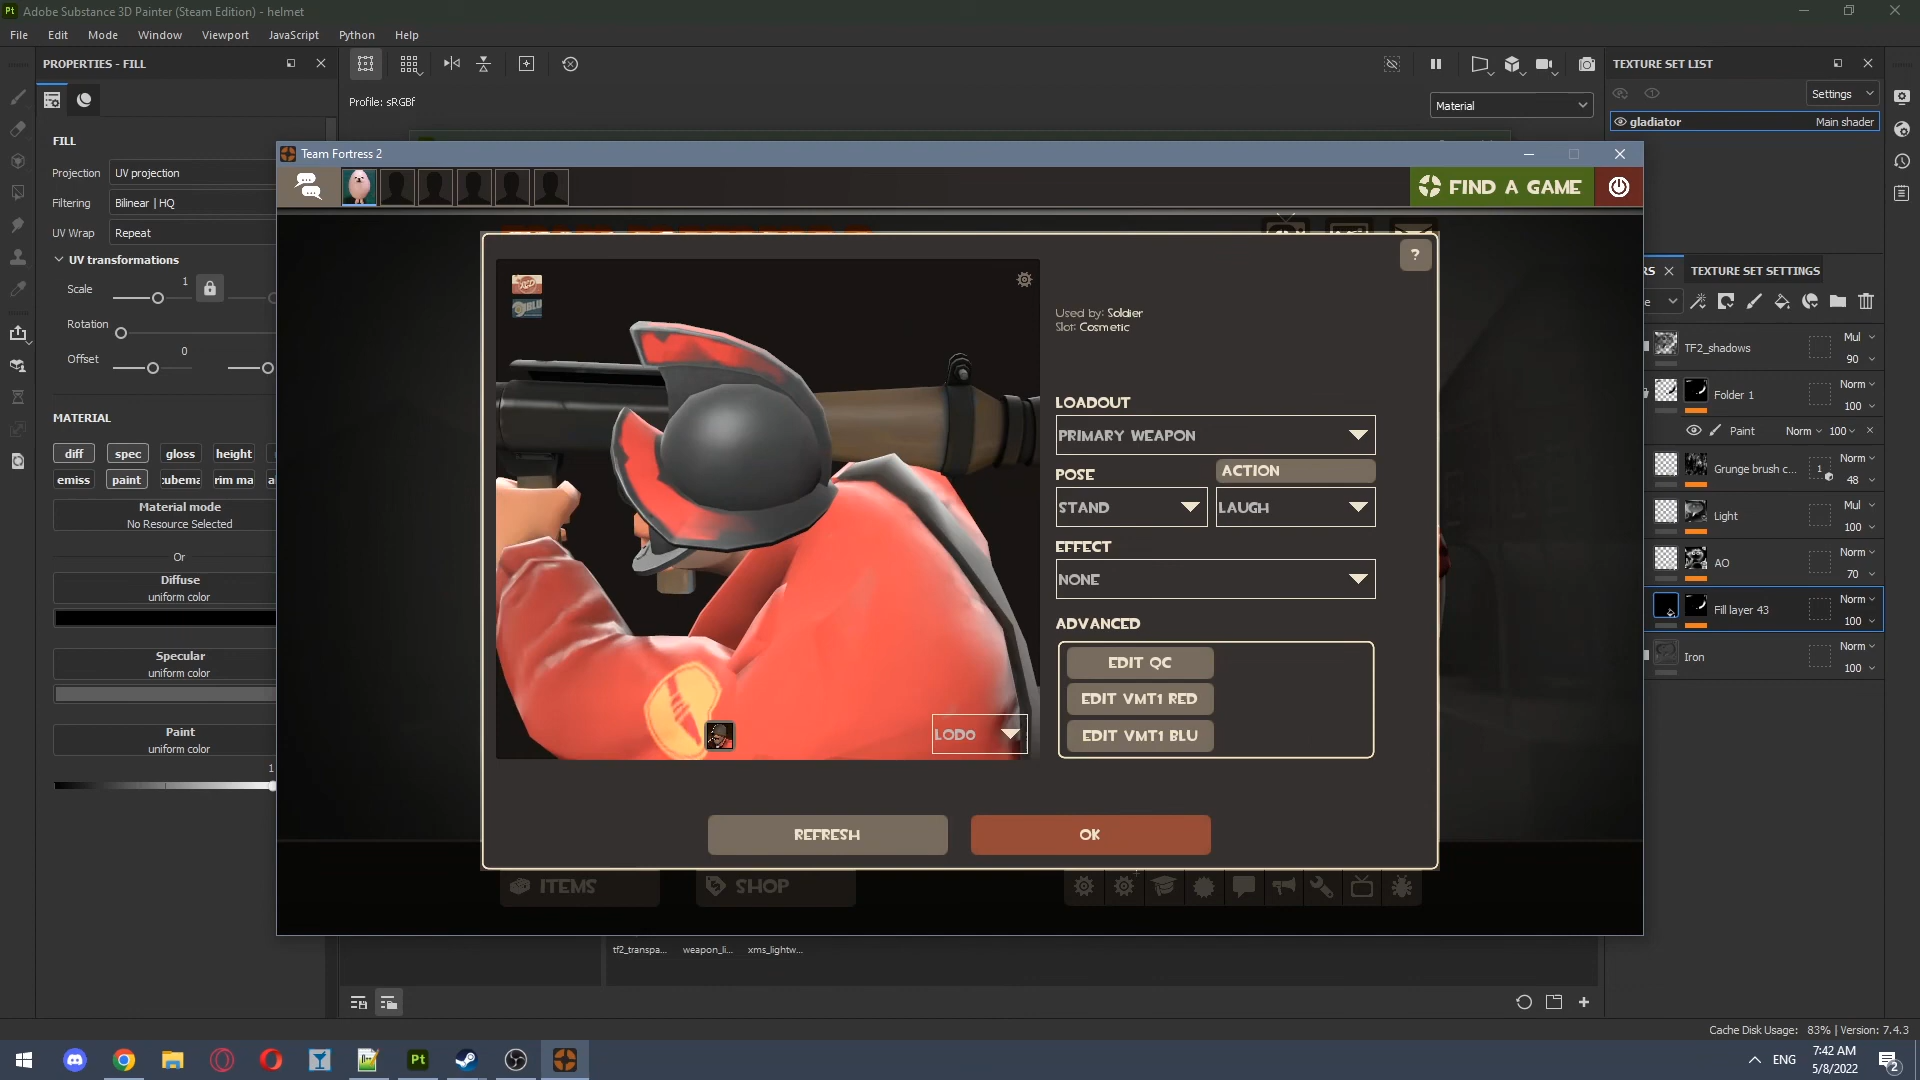 Adobe Substance 3D Painter (Steam Edition) - helmet
File Edit Mode Window Viewport JavaScript Python Help
PROPERTIES - FILL
TEXTURE SET LIST
Profile: sRGBf
Material
Settings
gladiator Main shader
FILL
Projection UV projection
Filtering Bilinear | HQ
UV Wrap Repeat
UV transformations
Scale 1
Rotation
Offset 0
MATERIAL
diff spec gloss height
emiss paint :ubema rim ma a
Material mode
No Resource Selected
Or
Diffuse
uniform color
Specular
uniform color
Paint
uniform color
1
Team Fortress 2
FIND A GAME
?
RED
BLU
Used by: Soldier
Slot: Cosmetic
LOADOUT
PRIMARY WEAPON
POSE
ACTION
STAND
LAUGH
EFFECT
NONE
ADVANCED
EDIT QC
EDIT VMT1 RED
EDIT VMT1 BLU
LOD0
REFRESH
OK
ITEMS
SHOP
RS
TEXTURE SET SETTINGS
e
TF2_shadows Mul 90
Folder 1 Norm 100
Paint Norm 100
Grunge brush c... 1 Norm 48
Light Mul 100
AO Norm 70
Fill layer 43 Norm 100
Iron Norm 100
tf2_transpa... weapon_li... xms_lightw...
Cache Disk Usage: 83% | Version: 7.4.3
Pt
ENG
7:42 AM
5/8/2022
2